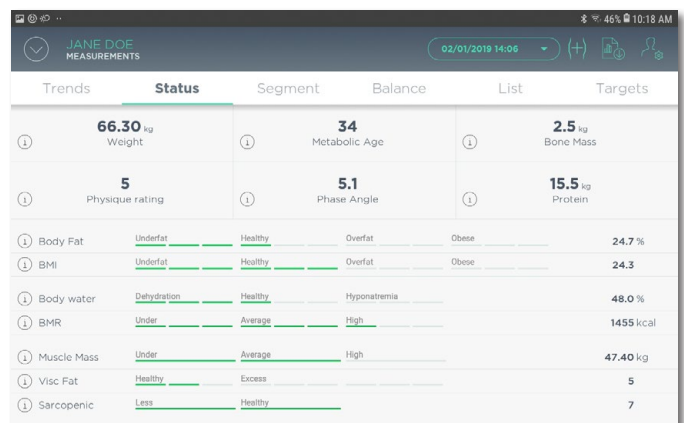 46% 10:18 AM
JANE DOE
MEASUREMENTS
02/01/2019 14:06
Trends Status Segment Balance List Targets
66.30 kg
Weight
34
Metabolic Age
2.5 kg
Bone Mass
5
Physique rating
5.1
Phase Angle
15.5 kg
Protein
Body Fat Underfat Healthy Overfat Obese 24.7 %
BMI Underfat Healthy Overfat Obese 24.3
Body water Dehydration Healthy Hyponatremia 48.0 %
BMR Under Average High 1455 kcal
Muscle Mass Under Average High 47.40 kg
Visc Fat Healthy Excess 5
Sarcopenic Less Healthy 7